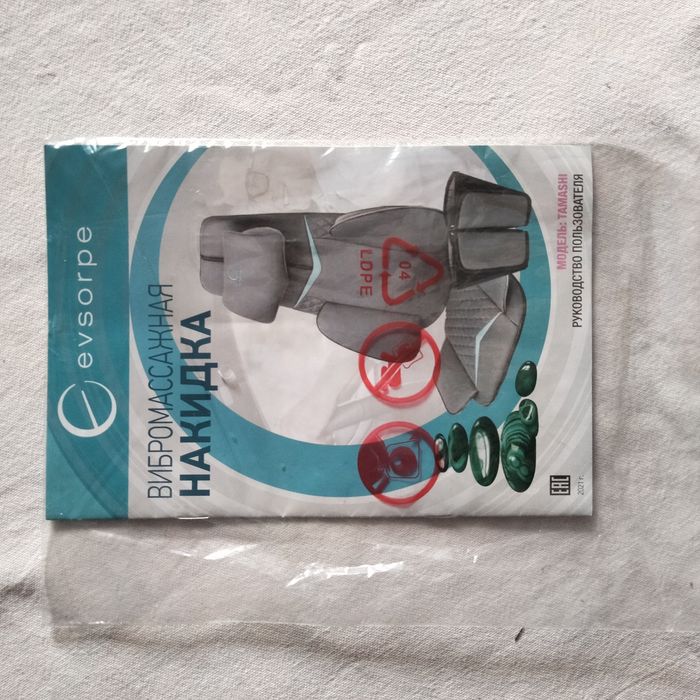 evsorpe
ВИБРОМАССАЖНАЯ
НАКИДКА
04
LDPE
МОДЕЛЬ: TAMASHI
РУКОВОДСТВО ПОЛЬЗОВАТЕЛЯ
EAC
2021 г.